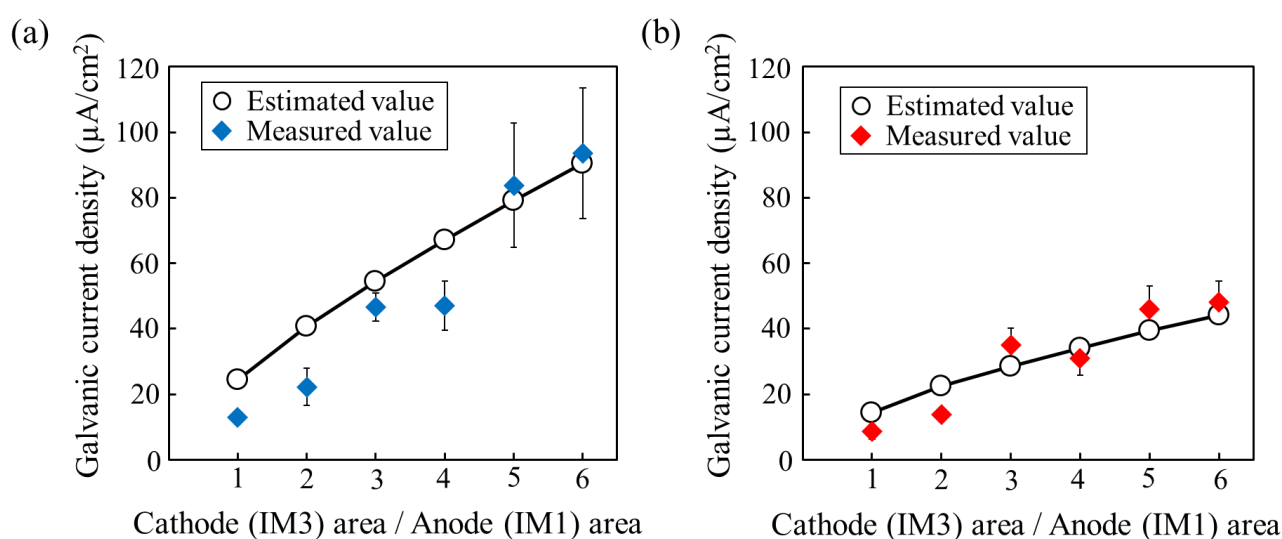 (a)
Galvanic current density (µA/cm²)
120
100
80
60
40
20
0
Estimated value
Measured value
1 2 3 4 5 6
Cathode (IM3) area / Anode (IM1) area
(b)
Galvanic current density (µA/cm²)
120
100
80
60
40
20
0
Estimated value
Measured value
1 2 3 4 5 6
Cathode (IM3) area / Anode (IM1) area